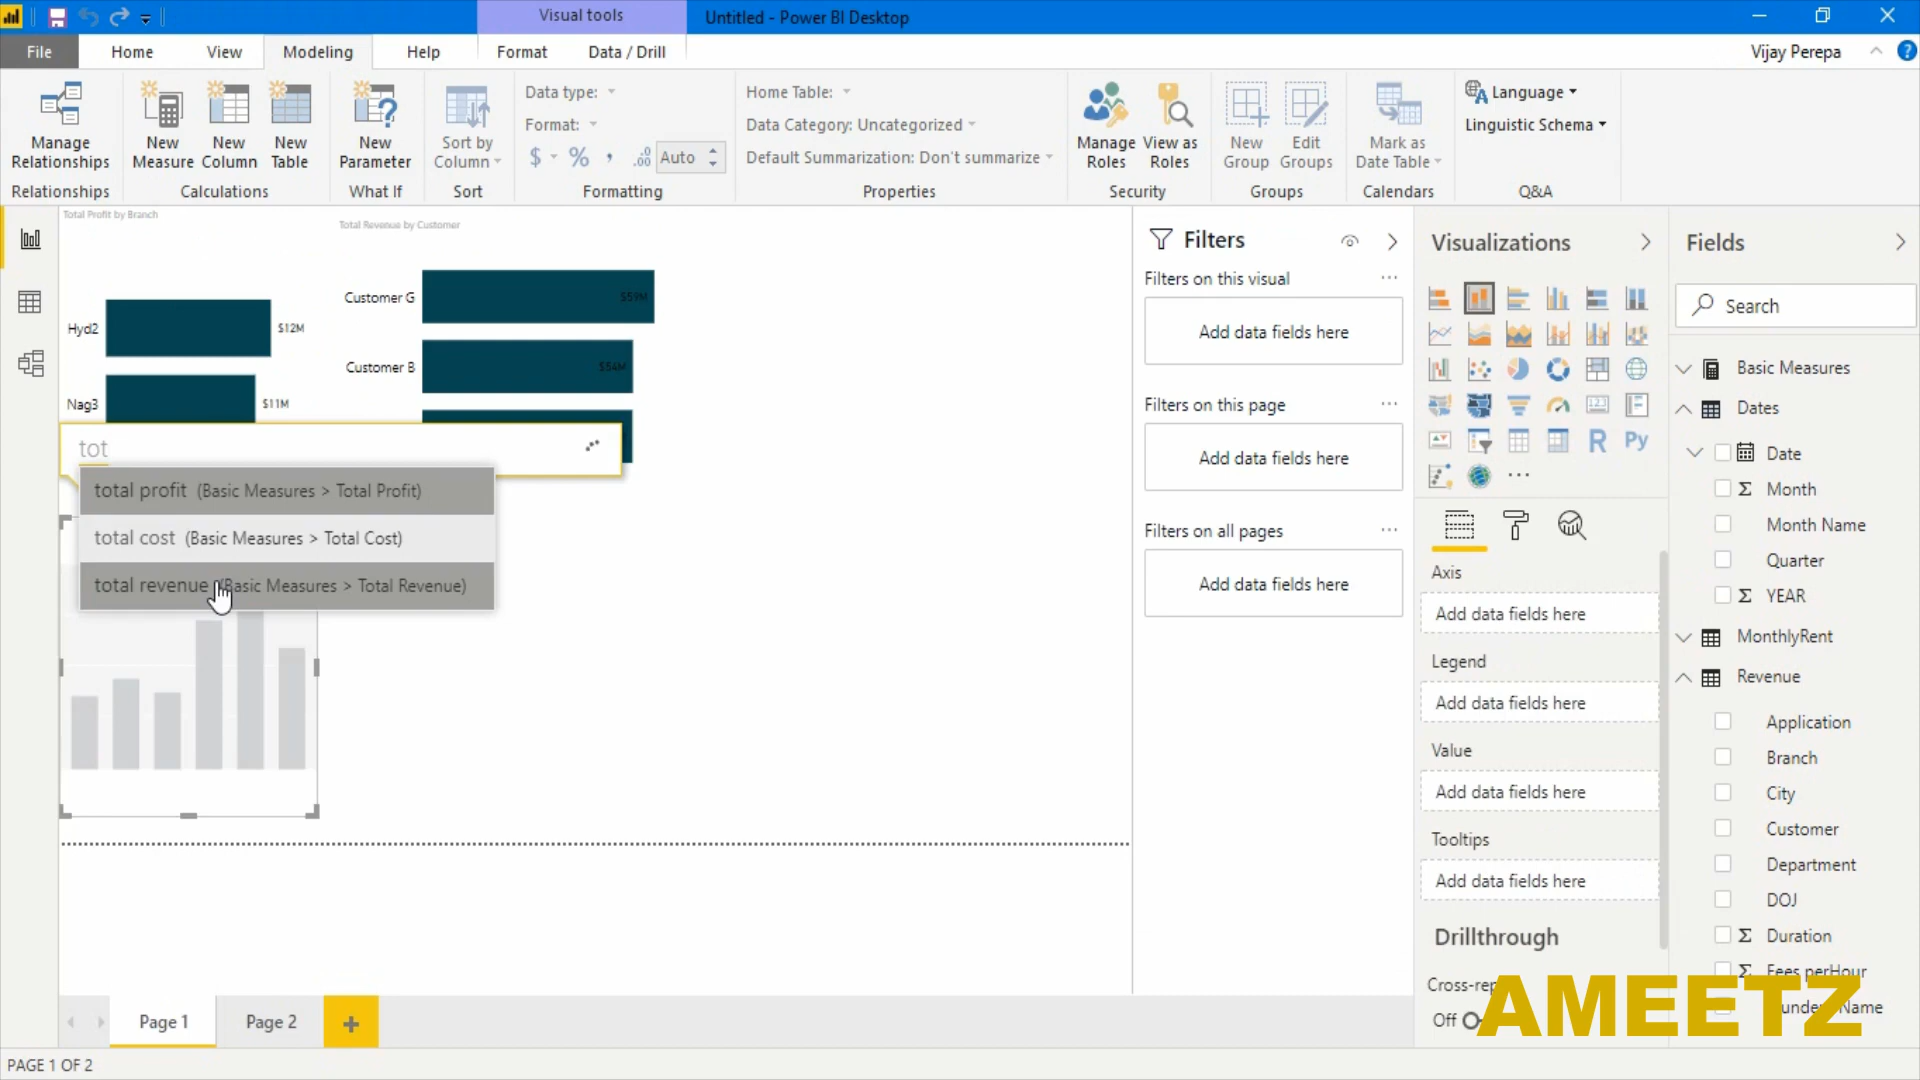 Visual tools
Untitled - Power BI Desktop
File
Home
View
Modeling
Help
Format
Data / Drill
Vijay Perepa
Manage Relationships
Relationships
New Measure
New Column
New Table
Calculations
New Parameter
What If
Sort by Column
Sort
Data type:
Format:
$ % , .00 Auto
Formatting
Home Table:
Data Category: Uncategorized
Default Summarization: Don't summarize
Properties
Manage Roles
View as Roles
Security
New Group
Edit Groups
Groups
Mark as Date Table
Calendars
Language
Linguistic Schema
Q&A
Total Profit by Branch
Hyd2
$12M
Nag3
$11M
Total Revenue by Customer
Customer G
$59M
Customer B
$54M
tot
total profit (Basic Measures > Total Profit)
total cost (Basic Measures > Total Cost)
total revenue (Basic Measures > Total Revenue)
Filters
Filters on this visual
Add data fields here
Filters on this page
Add data fields here
Filters on all pages
Add data fields here
Visualizations
R
Py
Axis
Add data fields here
Legend
Add data fields here
Value
Add data fields here
Tooltips
Add data fields here
Drillthrough
Cross-rep
Off
Fields
Search
Basic Measures
Dates
Date
Month
Month Name
Quarter
YEAR
MonthlyRent
Revenue
Application
Branch
City
Customer
Department
DOJ
Duration
Fees perHour
Name
AMEETZ
Page 1
Page 2
PAGE 1 OF 2